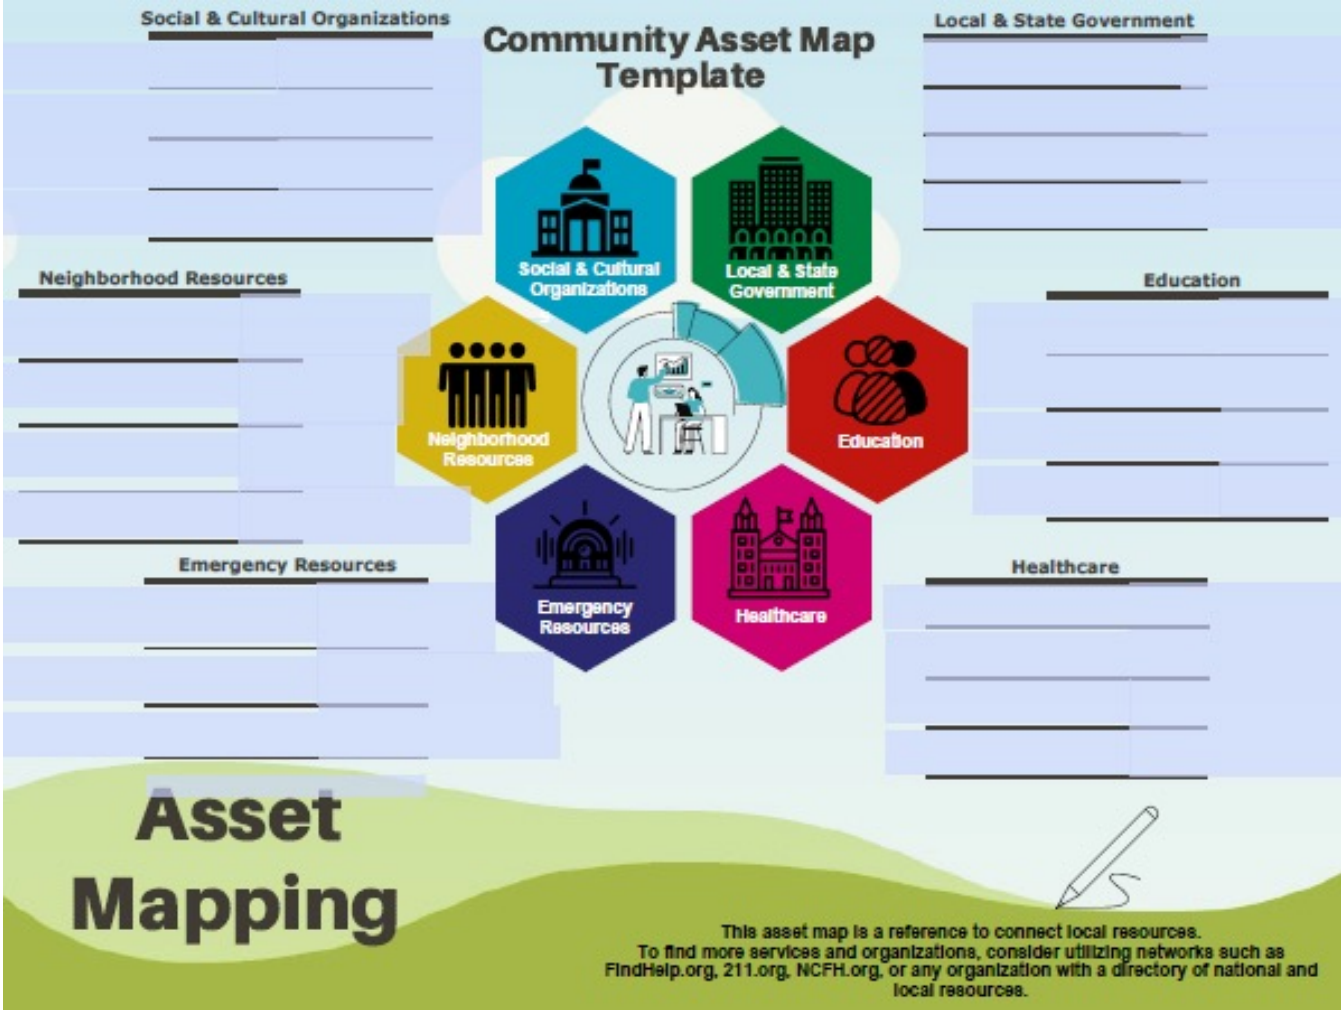 Social & Cultural Organizations
Community Asset Map
Template
Local & State Government
Social & Cultural
Organizations
Local & State
Government
Neighborhood Resources
Education
Neighborhood
Resources
Education
Emergency Resources
Healthcare
Emergency
Resources
Healthcare
Asset
Mapping
This asset map is a reference to connect local resources.
To find more services and organizations, consider utilizing networks such as
FindHelp.org, 211.org, NCFH.org, or any organization with a directory of national and
local resources.